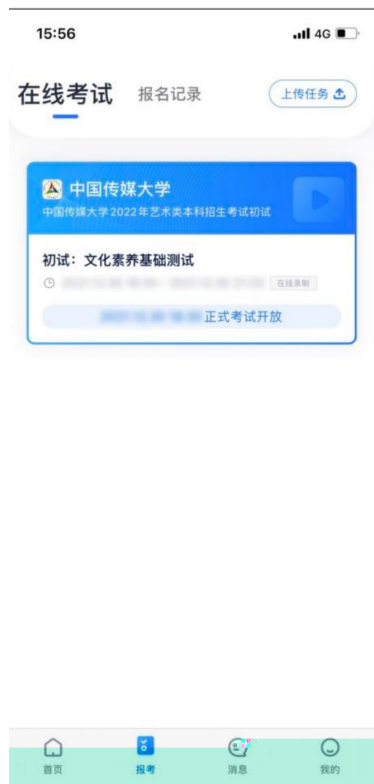 15:56
4G
在线考试 报名记录 上传任务
中国传媒大学
中国传媒大学2022年艺术类本科招生考试初试
初试：文化素养基础测试
在线录制
正式考试开放
首页 报考 消息 我的